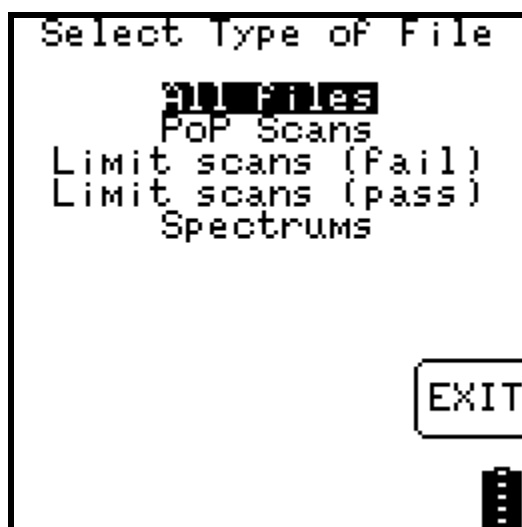 Select Type of File
All files
PoP Scans
Limit scans (fail)
Limit scans (pass)
Spectrums
EXIT